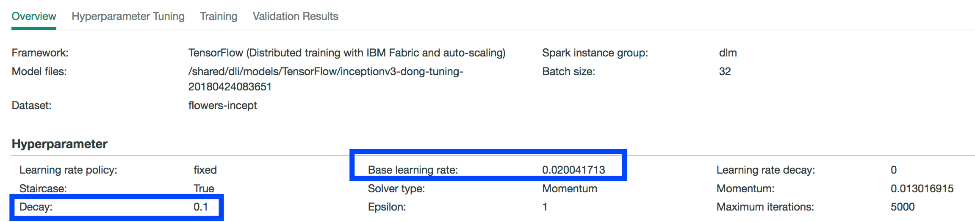 Overview Hyperparameter Tuning Training Validation Results
Framework: TensorFlow (Distributed training with IBM Fabric and auto-scaling) Spark instance group: dlm
Model files: /shared/dli/models/TensorFlow/inceptionv3-dong-tuning- Batch size: 32
20180424083651
Dataset: flowers-incept
Hyperparameter
Learning rate policy: fixed Base learning rate: 0.020041713 Learning rate decay: 0
Staircase: True Solver type: Momentum Momentum: 0.013016915
Decay: 0.1 Epsilon: 1 Maximum iterations: 5000